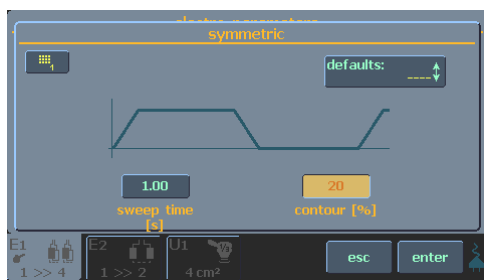 electro parameters
symmetric
1
defaults:
----
1.00
20
sweep time
[s]
contour [%]
E1
E2
U1
1 >> 4
1 >> 2
4 cm²
esc
enter